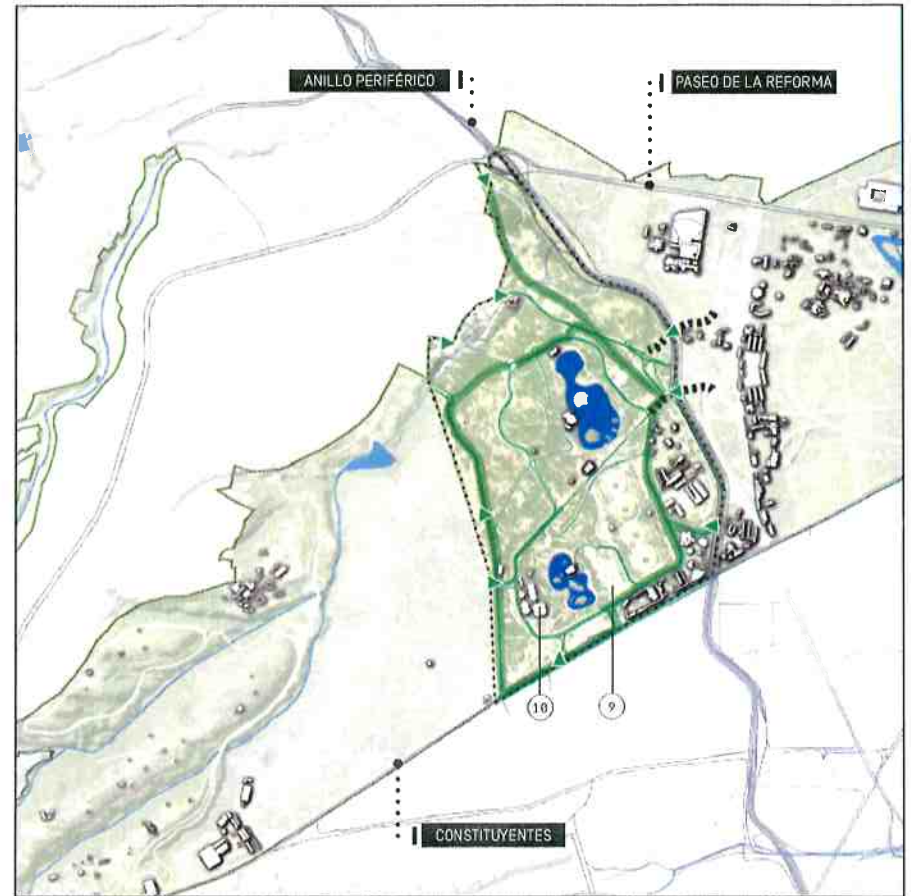 ANILLO PERIFÉRICO
PASEO DE LA REFORMA
10
9
CONSTITUYENTES